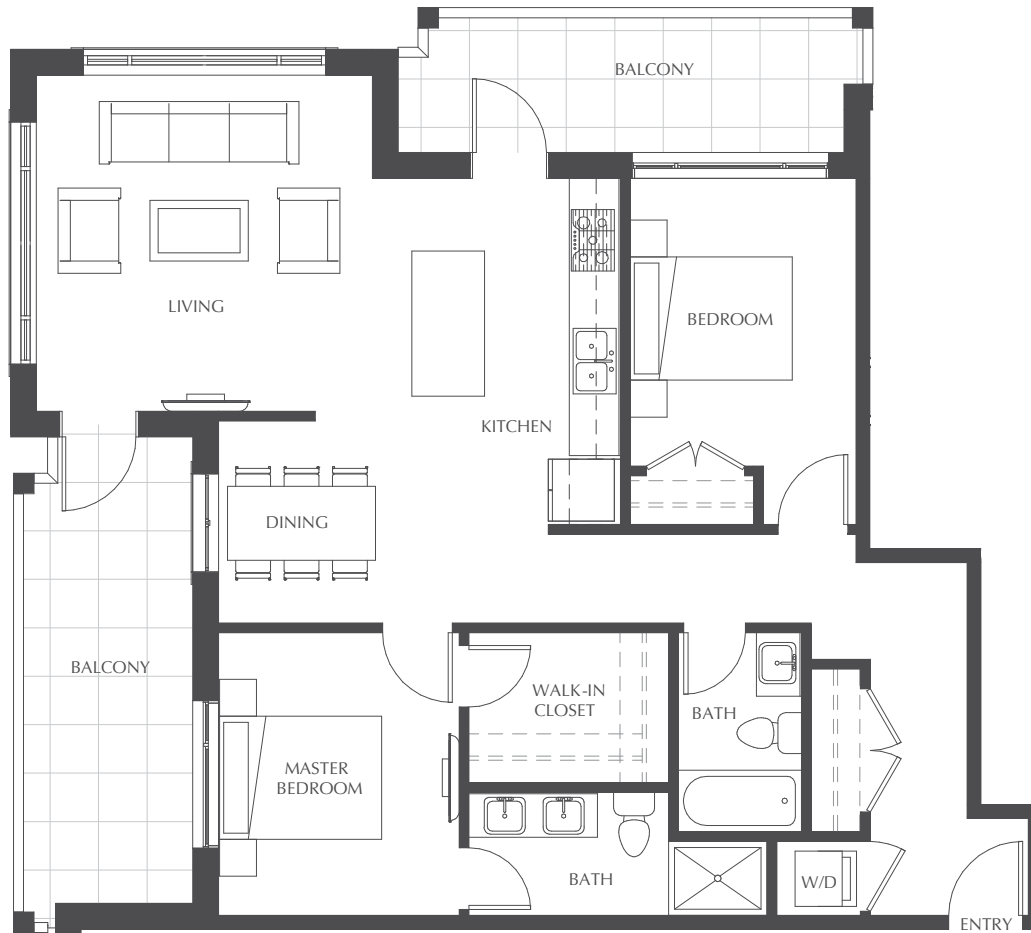 BALCONY
LIVING
BEDROOM
KITCHEN
DINING
BALCONY
WALK-IN
CLOSET
BATH
MASTER
BEDROOM
BATH
W/D
ENTRY